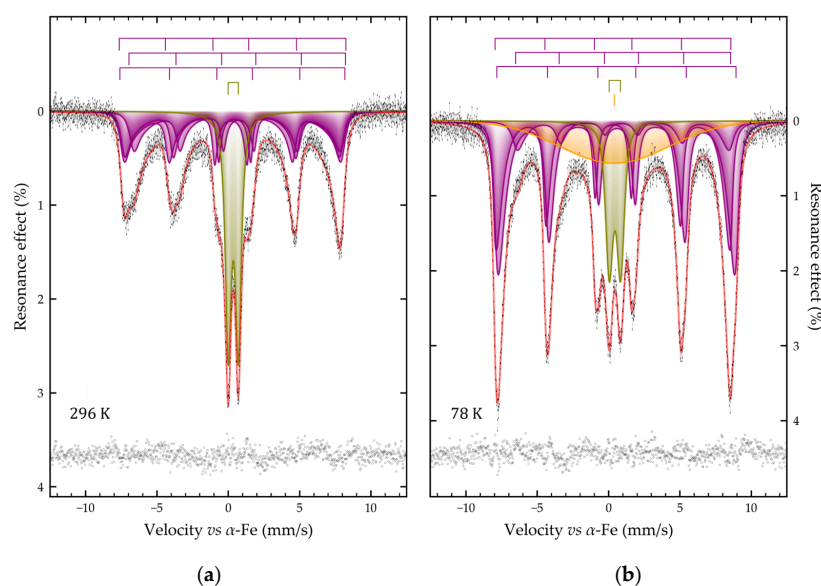 0
1
2
3
4
Resonance effect (%)
296 K
−10 −5 0 5 10
Velocity vs α-Fe (mm/s)
(a)
0
1
2
3
4
Resonance effect (%)
78 K
−10 −5 0 5 10
Velocity vs α-Fe (mm/s)
(b)